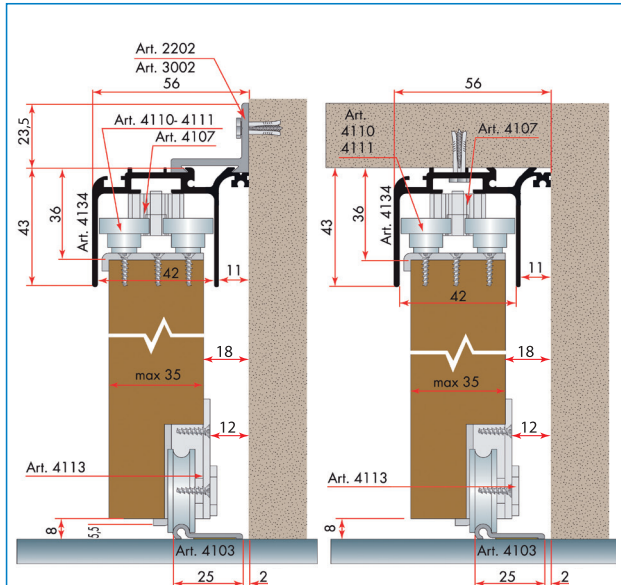 Art. 2202
Art. 3002
56
23,5
Art. 4110- 4111
Art. 4107
43
36
Art. 4134
42
11
18
max 35
12
Art. 4113
8
5,5
Art. 4103
25
2
56
Art.
4110
4111
Art. 4107
43
36
Art. 4134
42
11
18
max 35
12
Art. 4113
8
Art. 4103
25
2